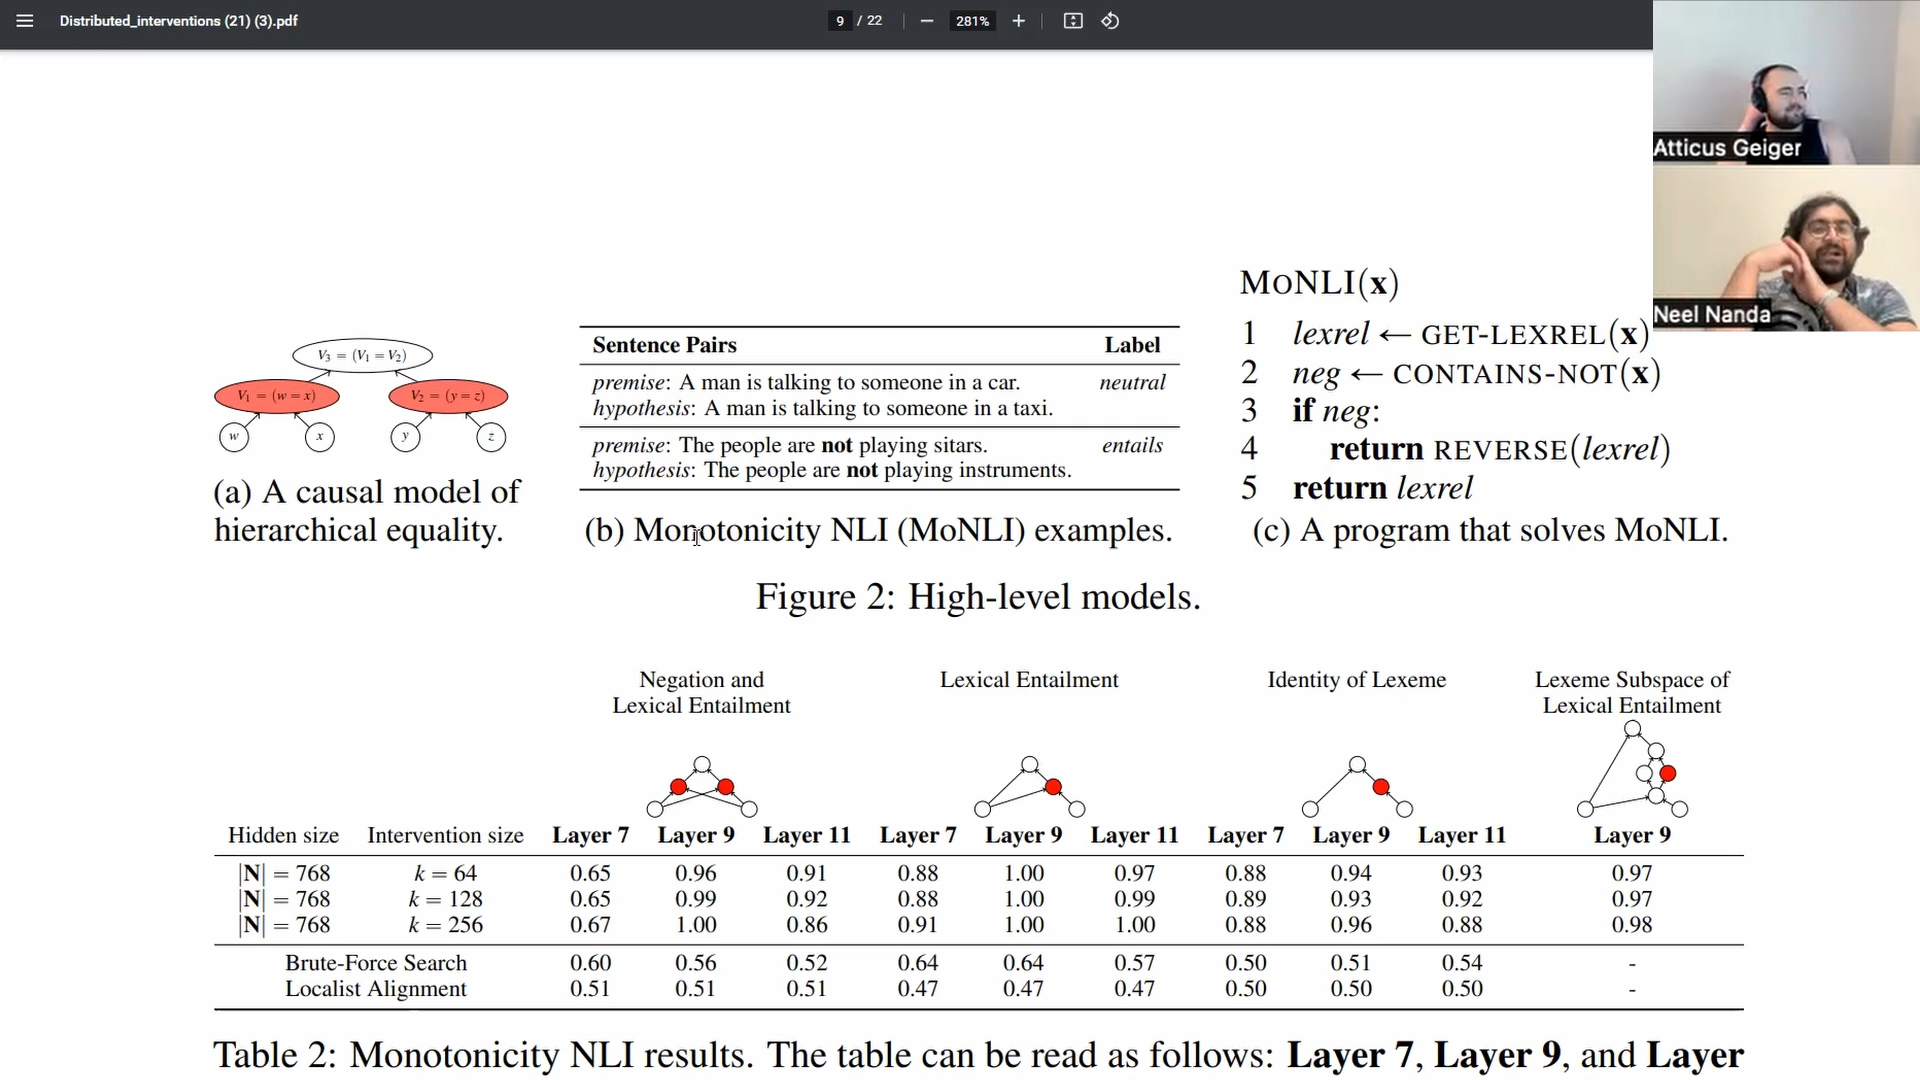 Distributed_interventions (21) (3).pdf
9 / 22
281%
Atticus Geiger
Neel Nanda
V3 = (V1 = V2)
V1 = (w = x)
V2 = (y = z)
w
x
y
z
(a) A causal model of
hierarchical equality.
Sentence Pairs Label
premise: A man is talking to someone in a car. neutral
hypothesis: A man is talking to someone in a taxi.
premise: The people are not playing sitars. entails
hypothesis: The people are not playing instruments.
(b) Monotonicity NLI (MoNLI) examples.
MONLI(x)
1 lexrel ← GET-LEXREL(x)
2 neg ← CONTAINS-NOT(x)
3 if neg:
4 return REVERSE(lexrel)
5 return lexrel
(c) A program that solves MoNLI.
Figure 2: High-level models.
Negation and
Lexical Entailment
Lexical Entailment
Identity of Lexeme
Lexeme Subspace of
Lexical Entailment
Hidden size Intervention size Layer 7 Layer 9 Layer 11 Layer 7 Layer 9 Layer 11 Layer 7 Layer 9 Layer 11 Layer 9
|N| = 768 k = 64 0.65 0.96 0.91 0.88 1.00 0.97 0.88 0.94 0.93 0.97
|N| = 768 k = 128 0.65 0.99 0.92 0.88 1.00 0.99 0.89 0.93 0.92 0.97
|N| = 768 k = 256 0.67 1.00 0.86 0.91 1.00 1.00 0.88 0.96 0.88 0.98
Brute-Force Search 0.60 0.56 0.52 0.64 0.64 0.57 0.50 0.51 0.54 -
Localist Alignment 0.51 0.51 0.51 0.47 0.47 0.47 0.50 0.50 0.50 -
Table 2: Monotonicity NLI results. The table can be read as follows: Layer 7, Layer 9, and Layer